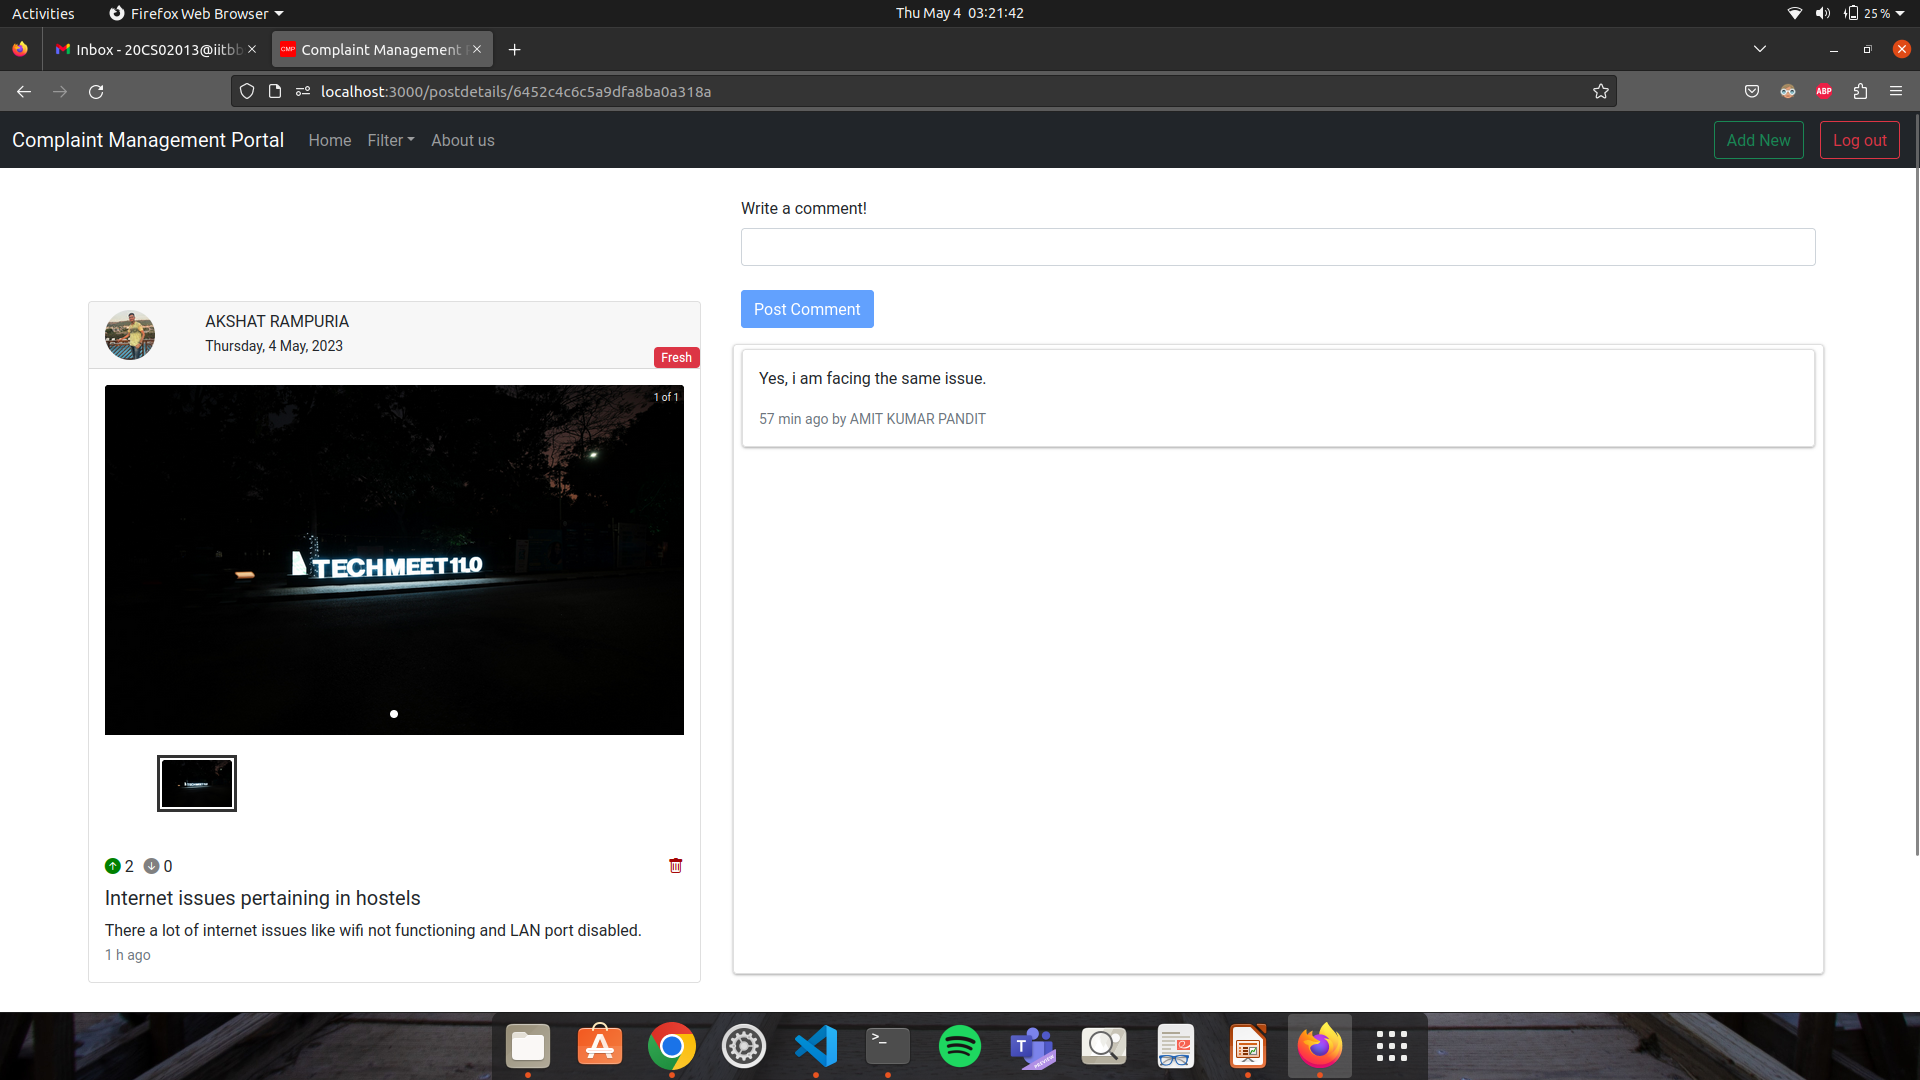 Activities
Firefox Web Browser
Thu May 4 03:21:42
25 %
Inbox - 20CS02013@iitbb
CMP
Complaint Management
localhost:3000/postdetails/6452c4c6c5a9dfa8ba0a318a
ABP
Complaint Management Portal
Home
Filter
About us
Add New
Log out
Write a comment!
Post Comment
AKSHAT RAMPURIA
Thursday, 4 May, 2023
Fresh
1 of 1
TECHMEET11.0
Yes, i am facing the same issue.
57 min ago by AMIT KUMAR PANDIT
2
0
Internet issues pertaining in hostels
There a lot of internet issues like wifi not functioning and LAN port disabled.
1 h ago